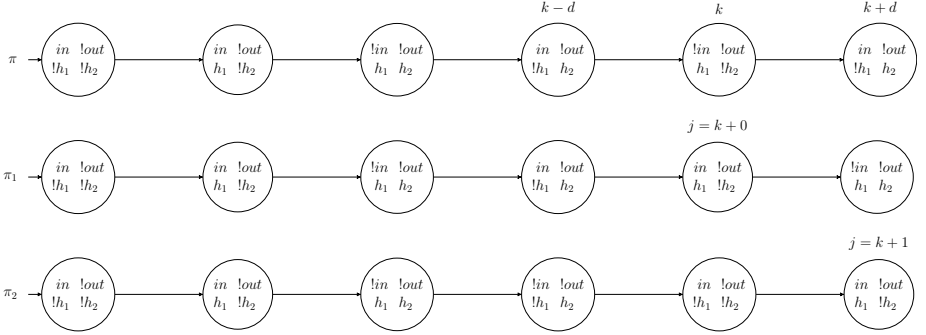 k − d k k + d
π in !out in !out !in !out in !out !in !out in !out
!h₁ !h₂ h₁ !h₂ h₁ h₂ !h₁ h₂ h₁ !h₂ !h₁ h₂
j = k + 0
π₁ in !out in !out !in !out in !out in !out !in !out
!h₁ !h₂ h₁ !h₂ h₁ h₂ !h₁ h₂ h₁ !h₂ h₁ h₂
j = k + 1
π₂ in !out in !out !in !out !in !out !in !out in !out
!h₁ !h₂ h₁ !h₂ h₁ h₂ !h₁ h₂ !h₁ !h₂ h₁ !h₂